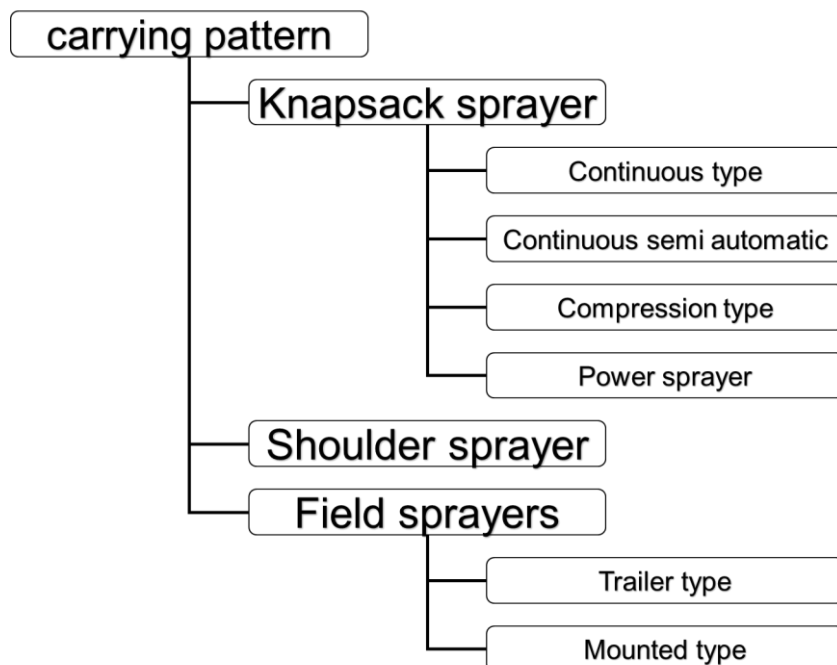 carrying pattern
Knapsack sprayer
Continuous type
Continuous semi automatic
Compression type
Power sprayer
Shoulder sprayer
Field sprayers
Trailer type
Mounted type